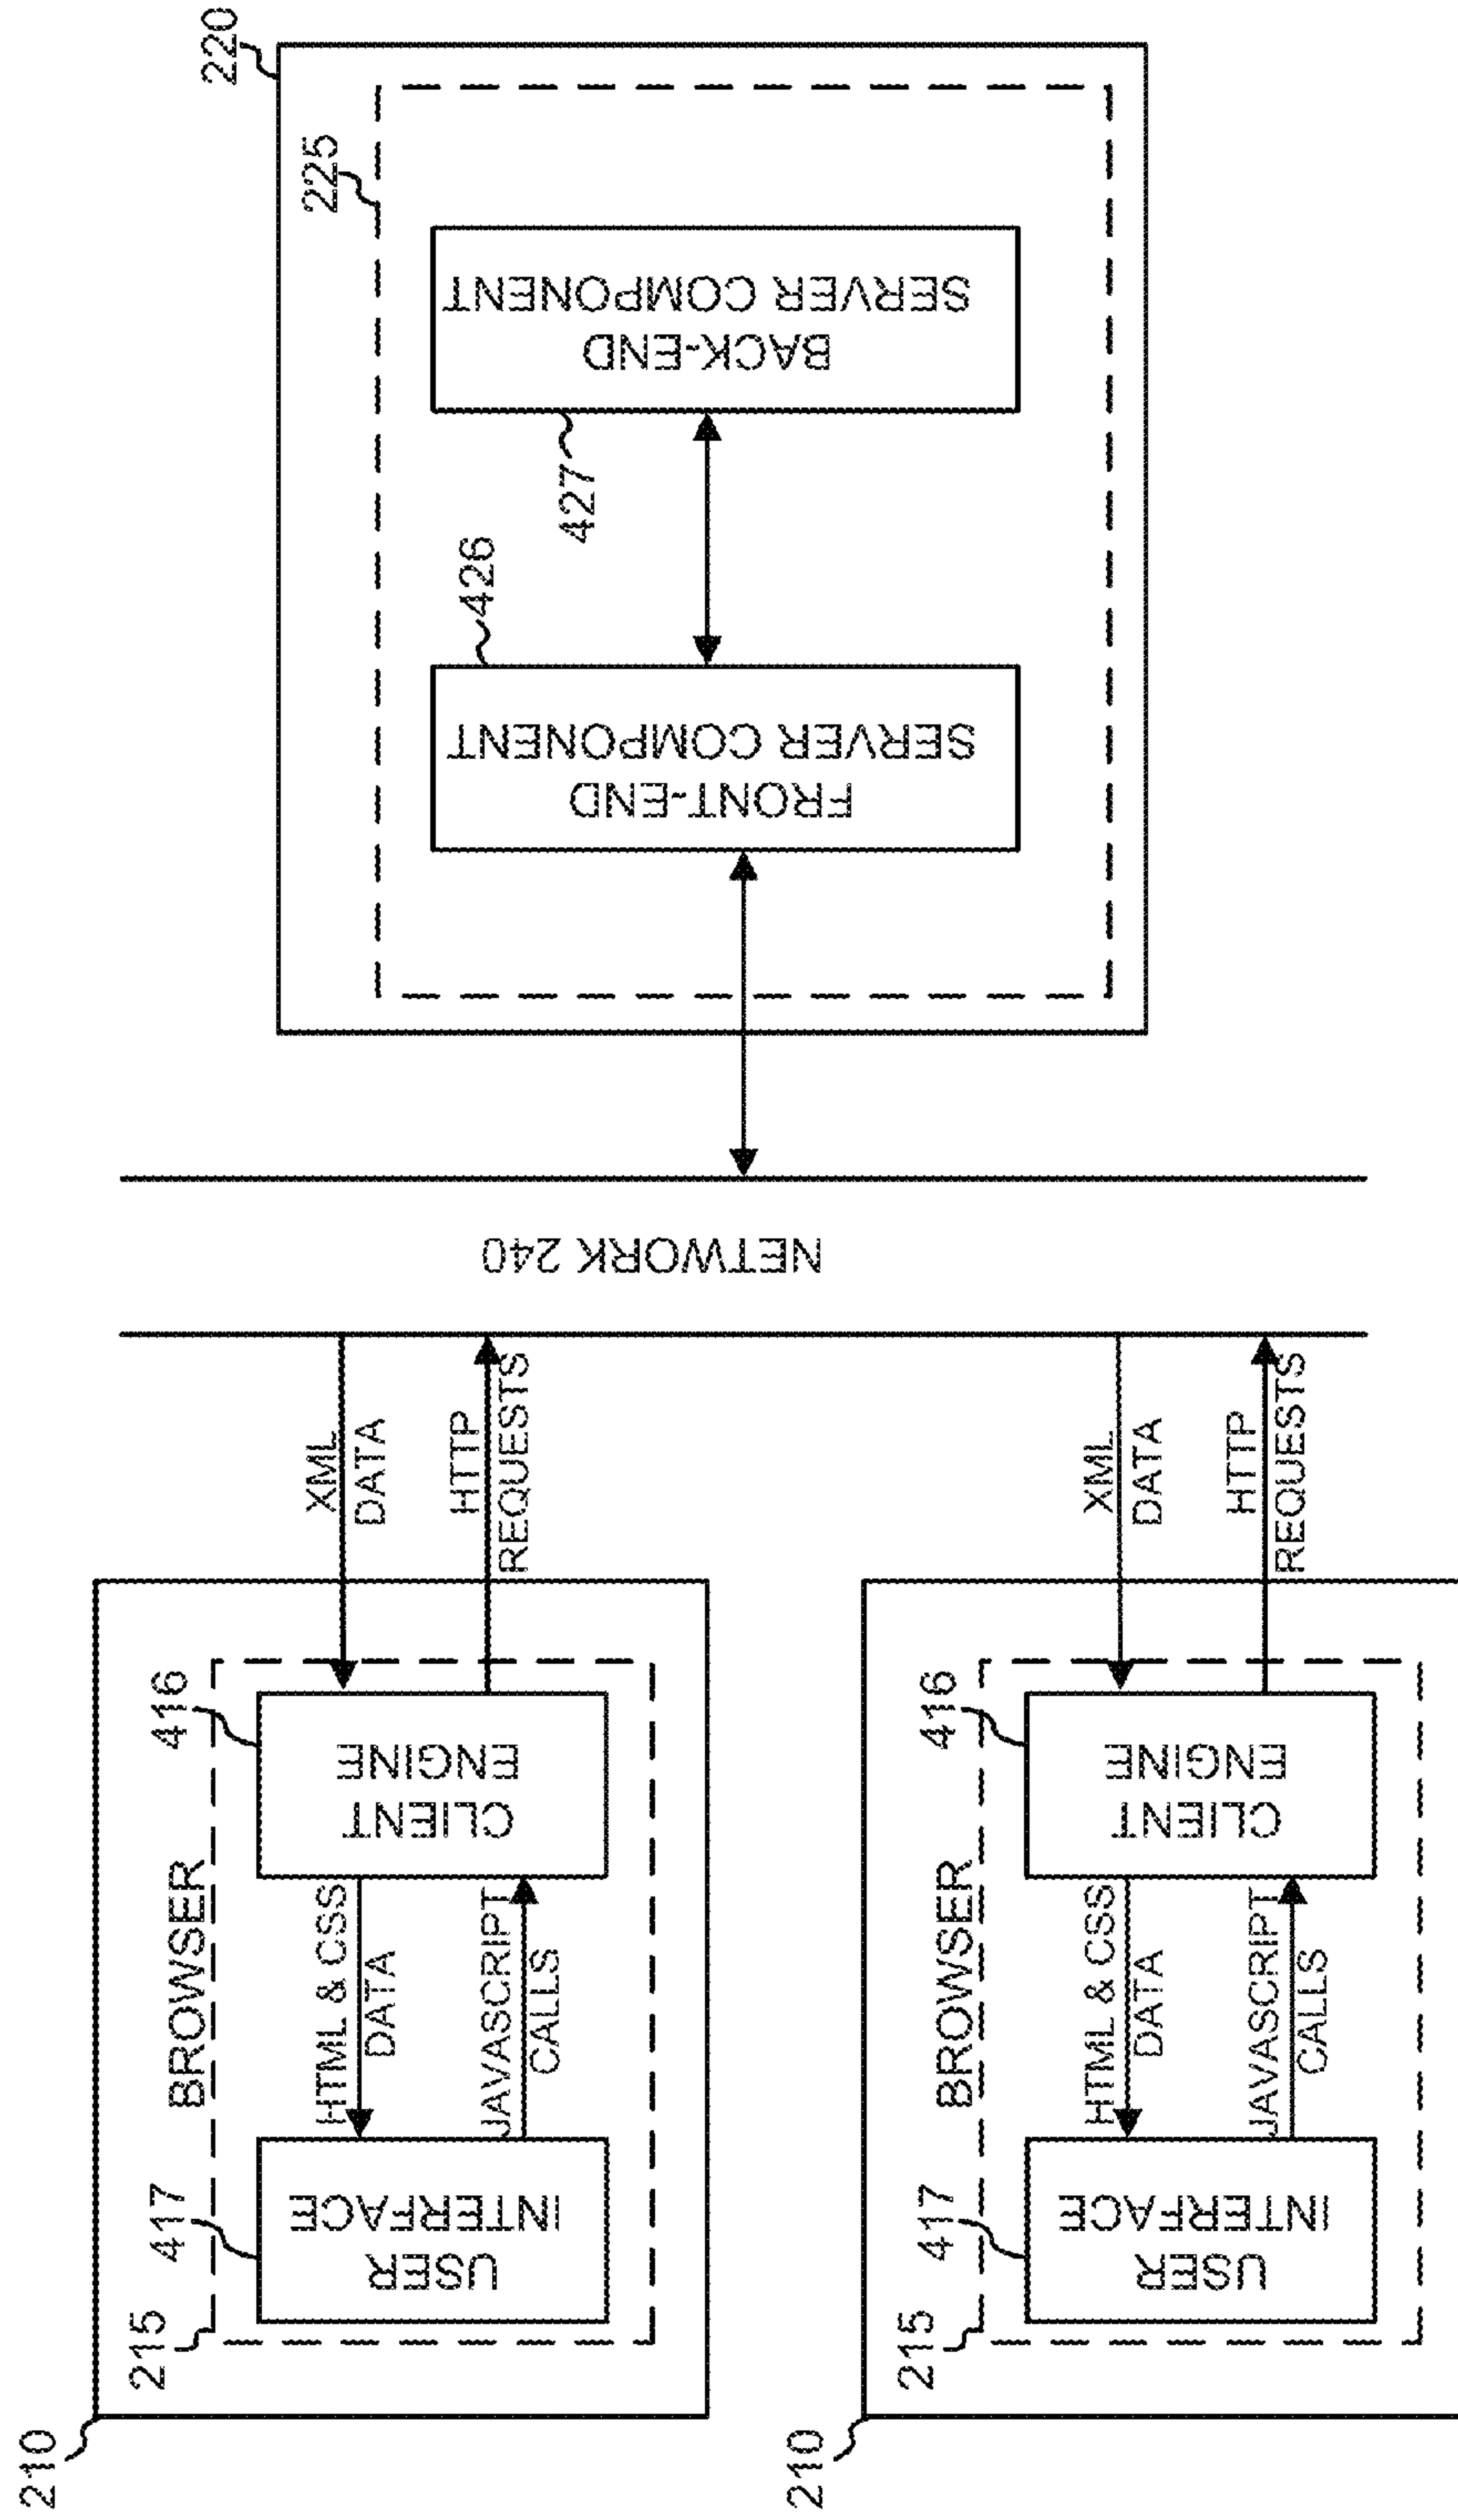 210
215
BROWSER
417
USER
INTERFACE
HTML & CSS
DATA
JAVASCRIPT
CALLS
416
CLIENT
ENGINE
XML
DATA
HTTP
REQUESTS
210
215
BROWSER
417
USER
INTERFACE
HTML & CSS
DATA
JAVASCRIPT
CALLS
416
CLIENT
ENGINE
XML
DATA
HTTP
REQUESTS
NETWORK 240
220
225
426
FRONT-END
SERVER COMPONENT
427
BACK-END
SERVER COMPONENT